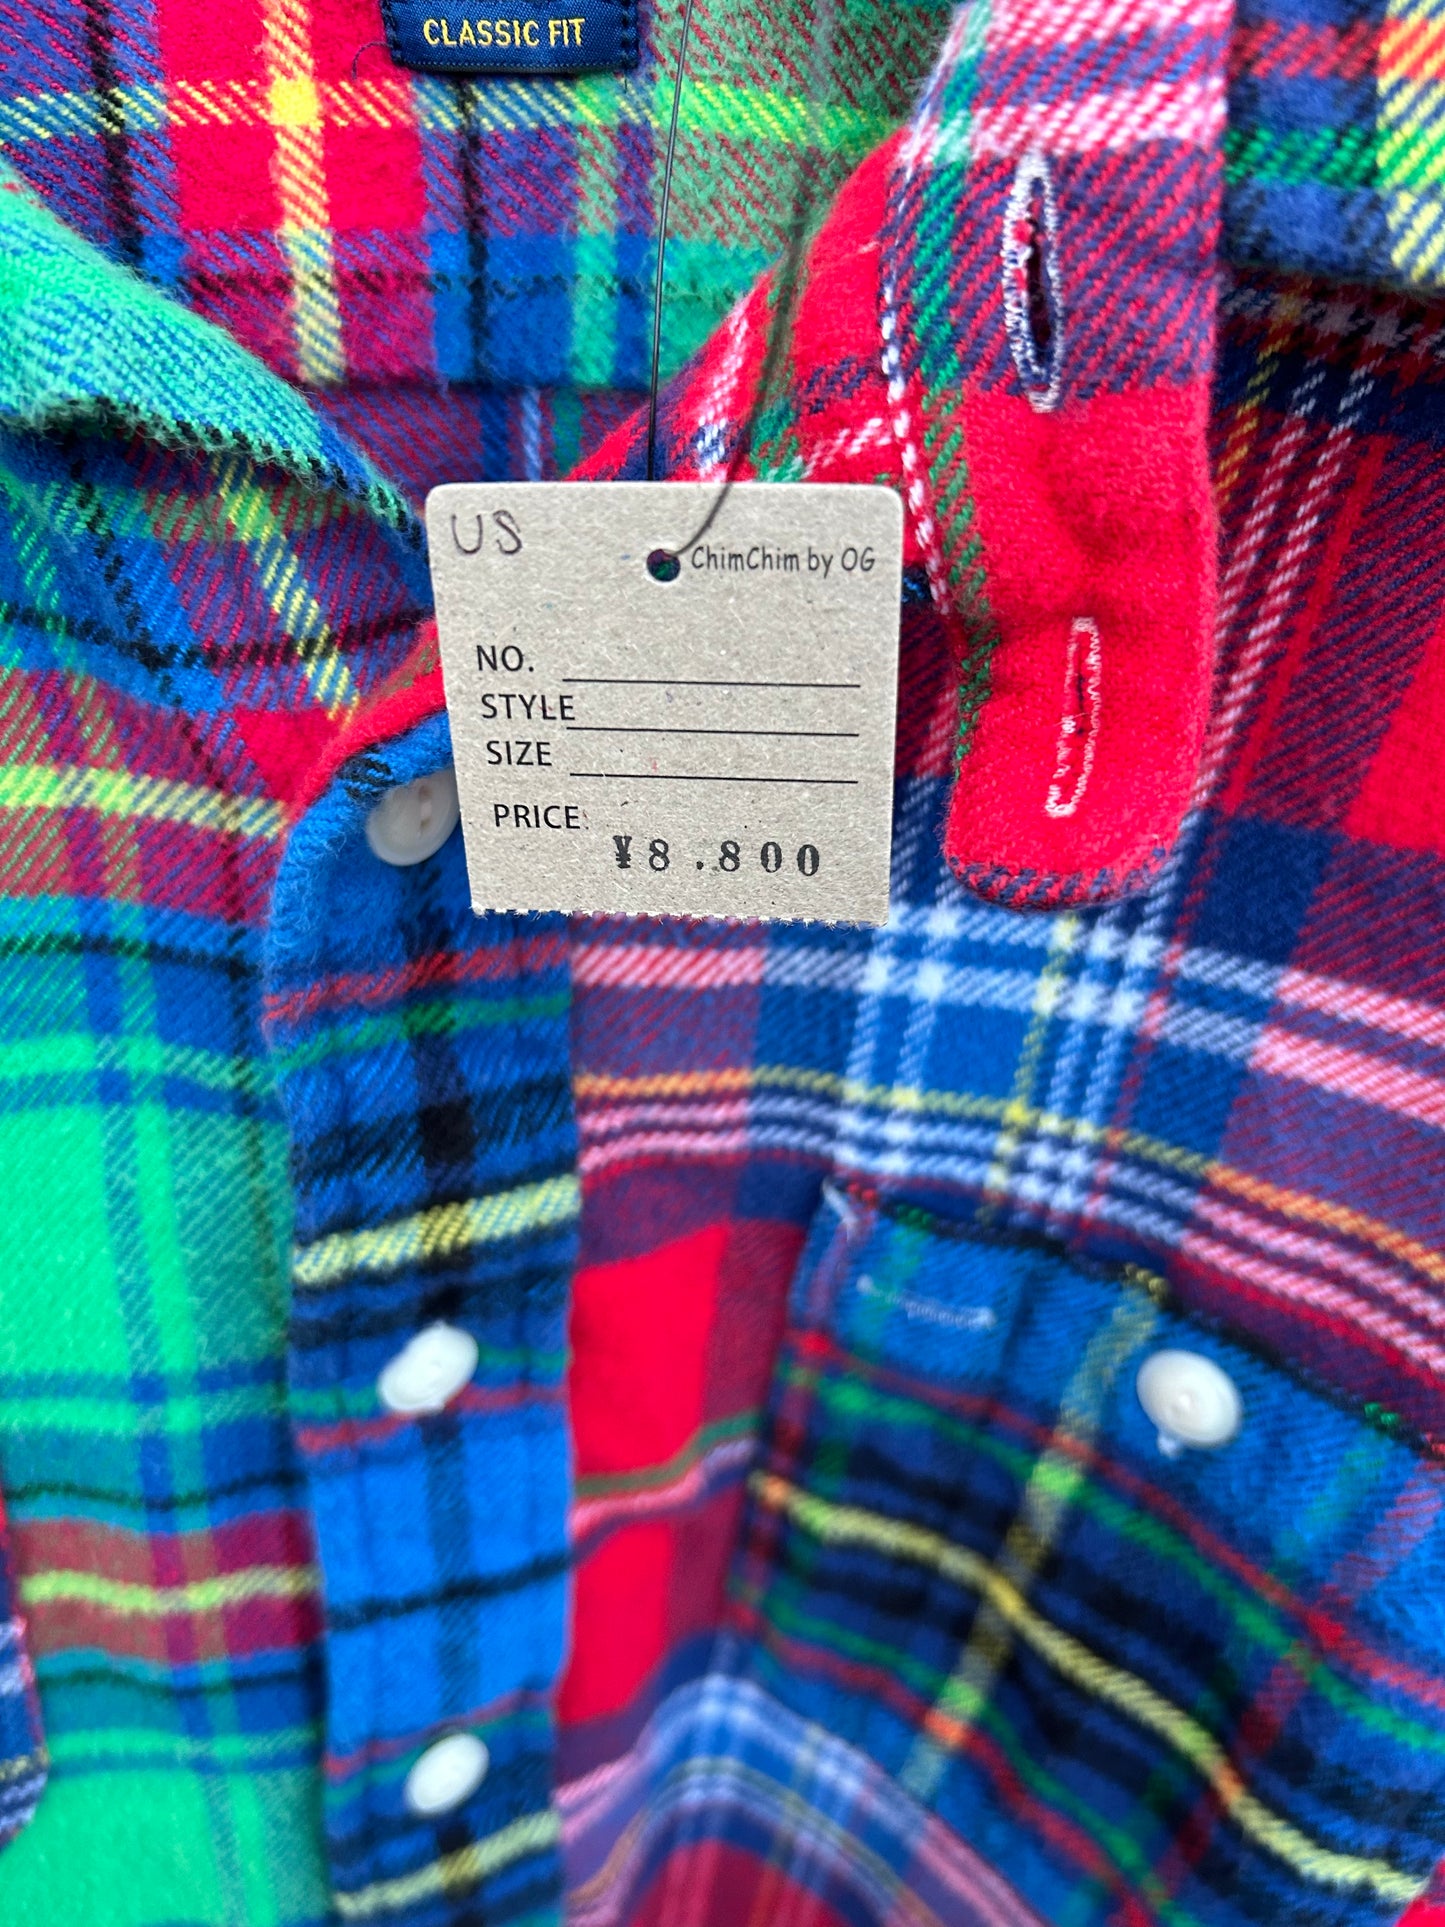 CLASSIC FIT
US
ChimChim by OG
NO.
STYLE
SIZE
PRICE:
¥8.800